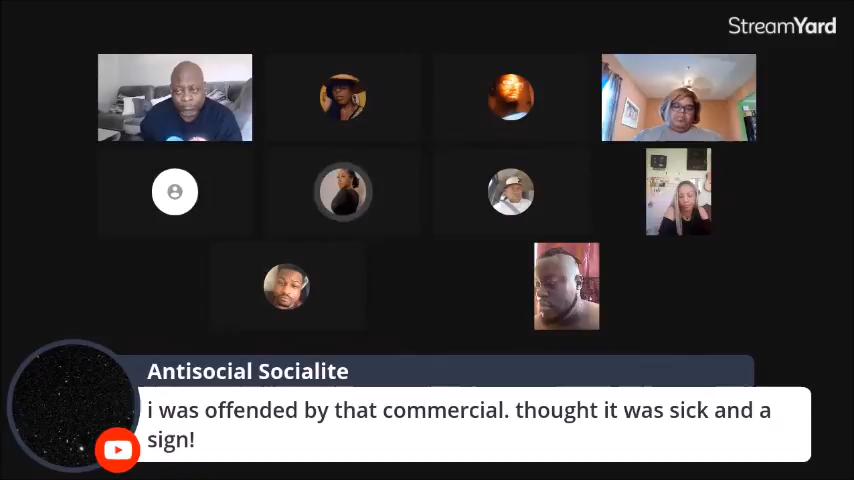 StreamYard
Antisocial Socialite
i was offended by that commercial. thought it was sick and a
sign!